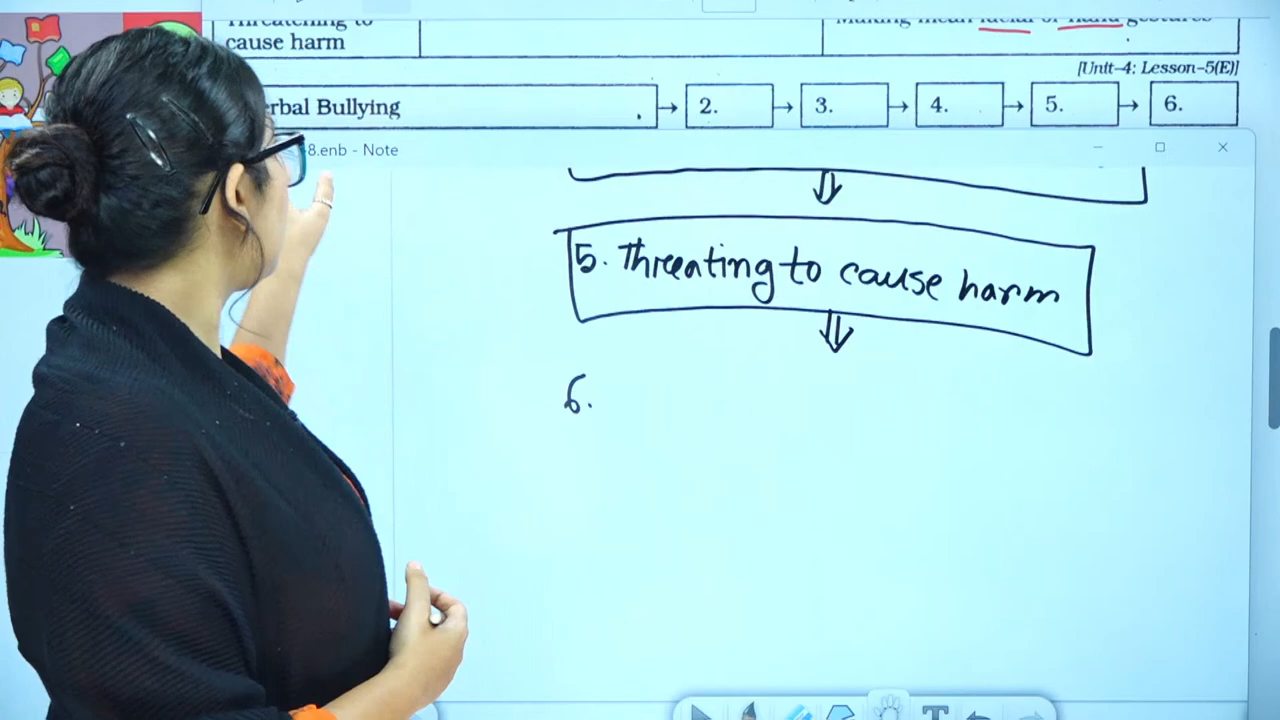 Threatening to
cause harm
Making mean facial or hand gestures
[Unit–4: Lesson–5(E)]
erbal Bullying
2.
3.
4.
5.
6.
8.enb - Note
5. Threating to cause harm
6.
T